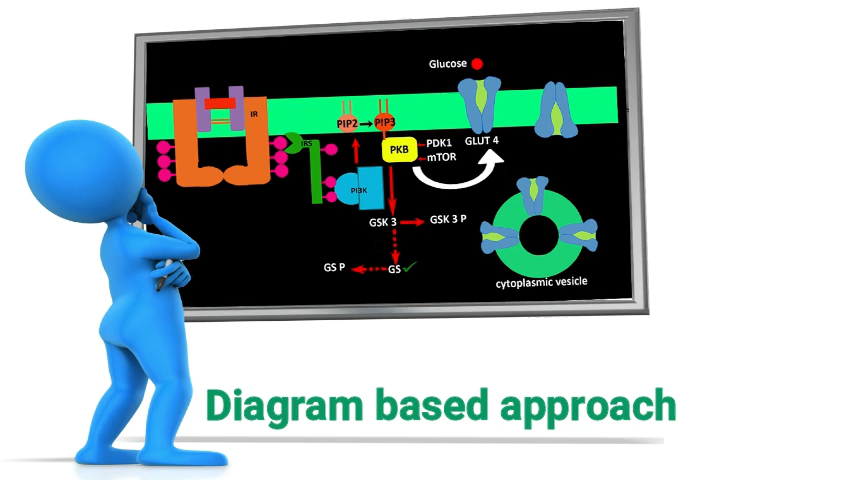 Glucose
IR
PIP2
PIP3
IRS
PKB
PDK1
mTOR
GLUT 4
PI3K
GSK 3
GSK 3 P
GS P
GS
cytoplasmic vesicle
Diagram based approach